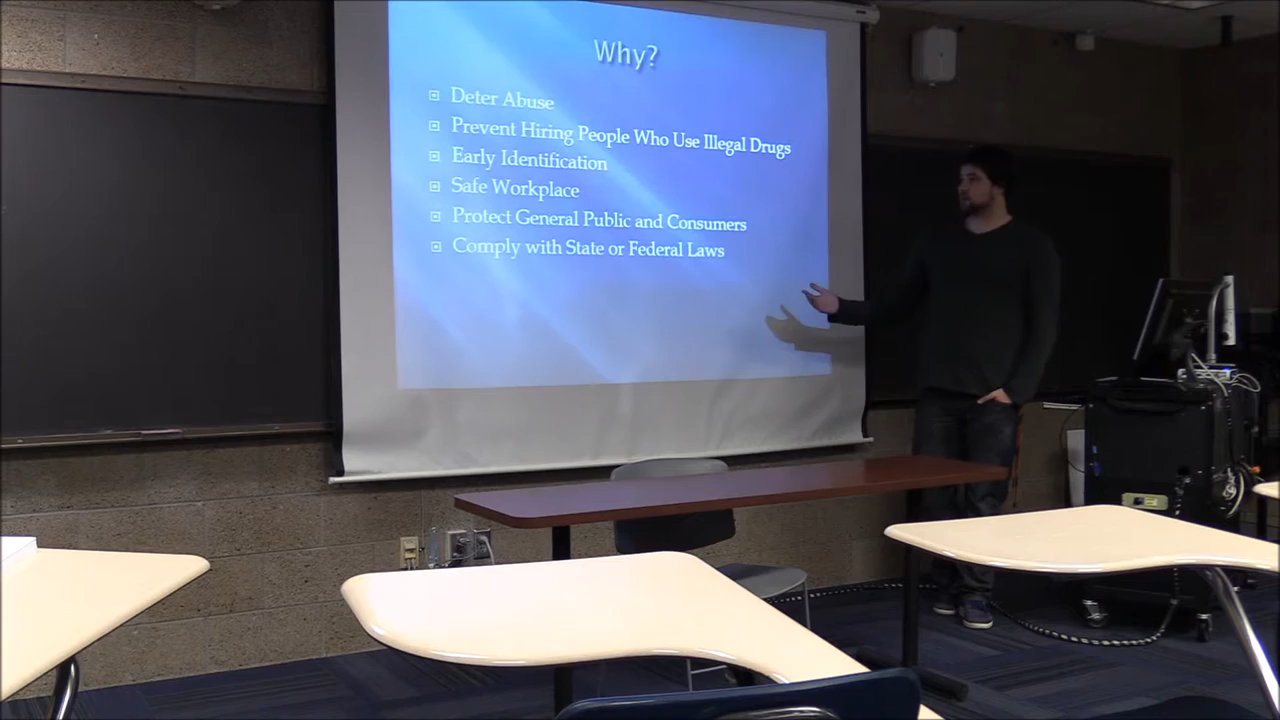 Why?
Deter Abuse
Prevent Hiring People Who Use Illegal Drugs
Early Identification
Safe Workplace
Protect General Public and Consumers
Comply with State or Federal Laws